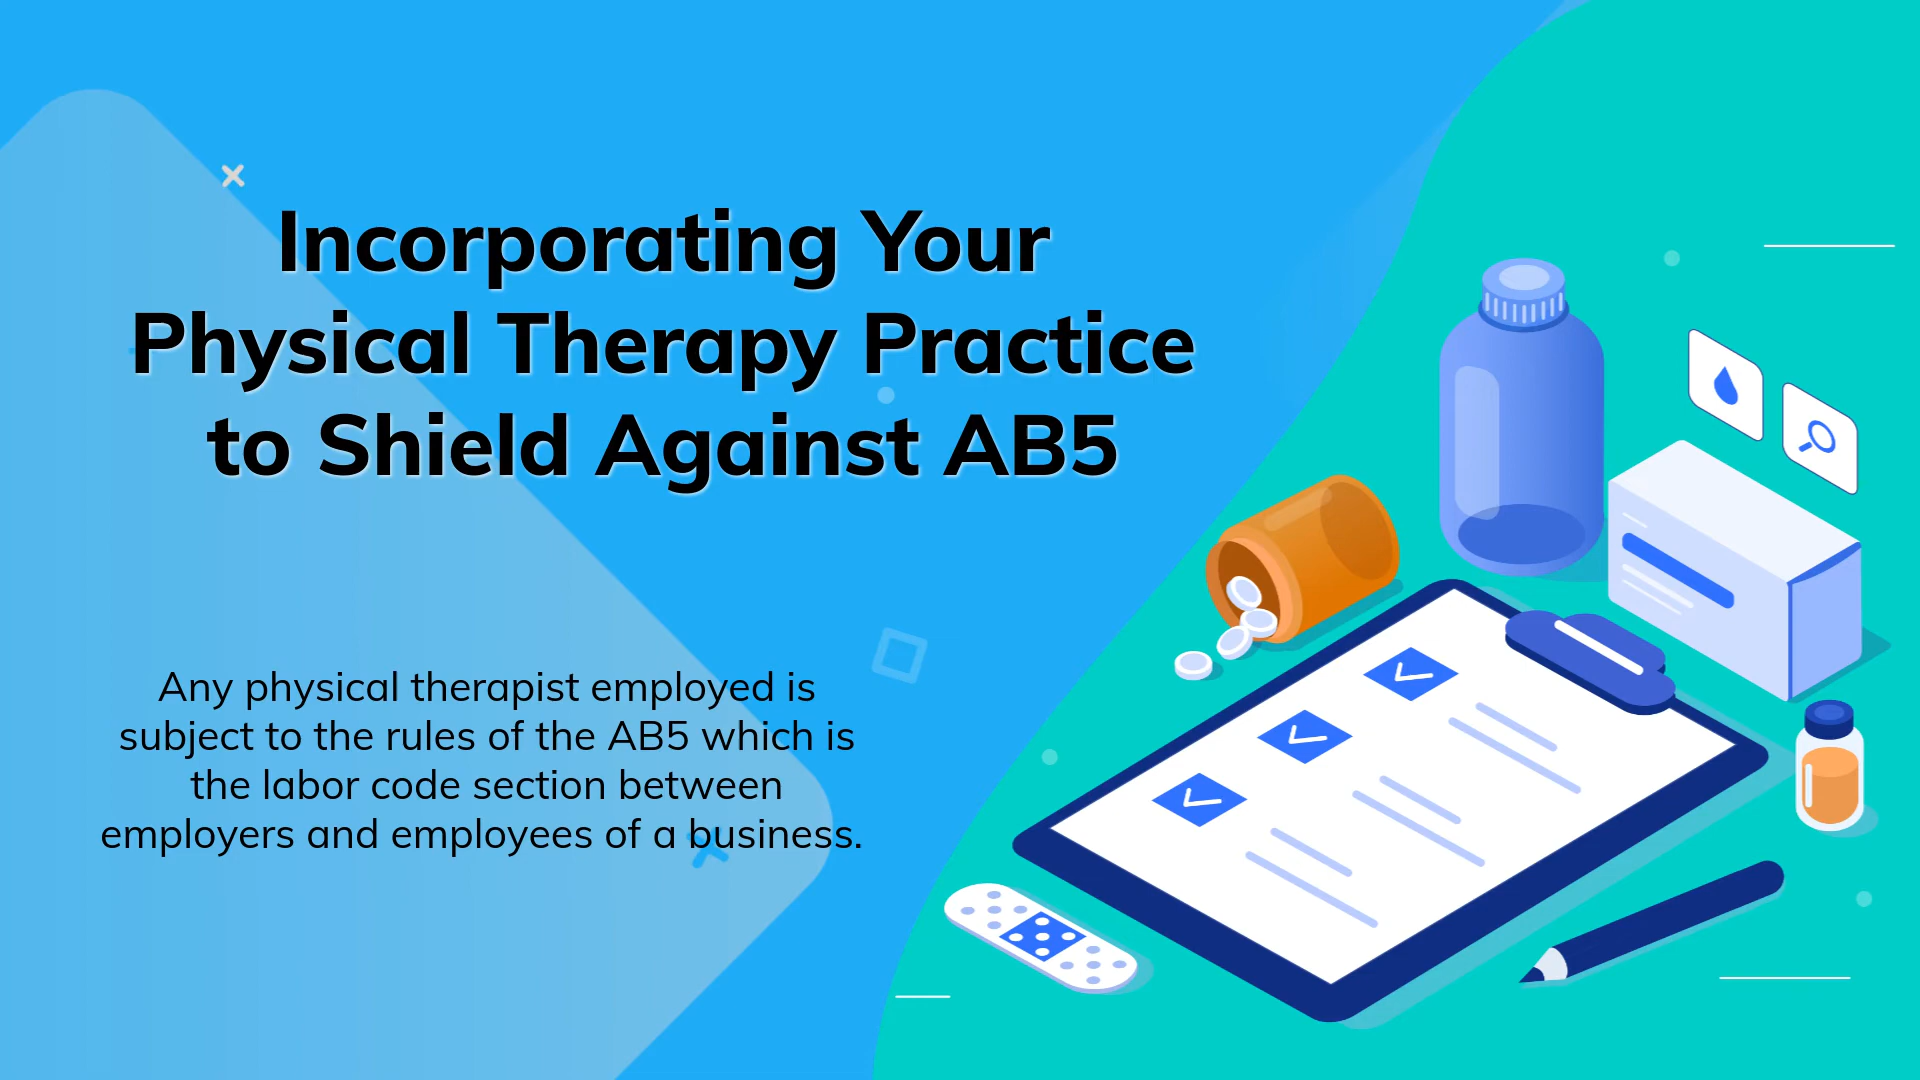 Incorporating Your
Physical Therapy Practice
to Shield Against AB5
Any physical therapist employed is
subject to the rules of the AB5 which is
the labor code section between
employers and employees of a business.